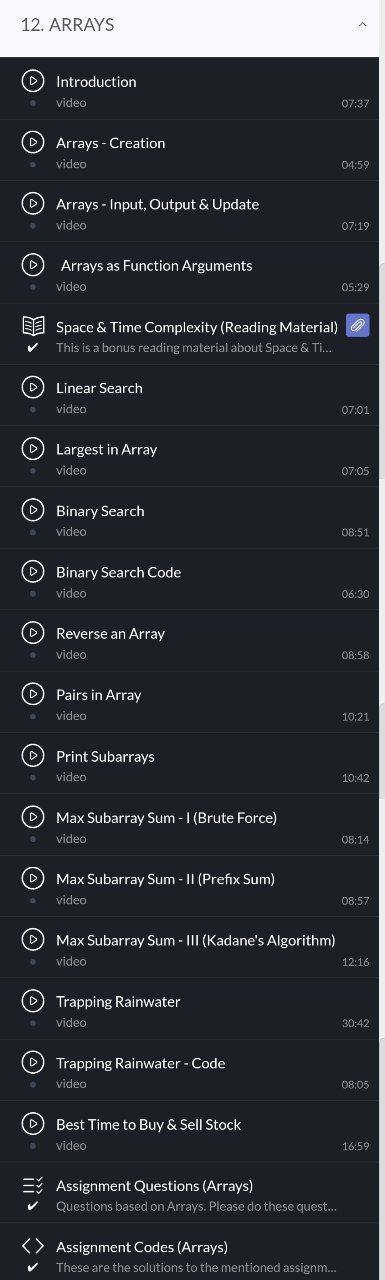 12. ARRAYS
Introduction
video 07:37
Arrays - Creation
video 04:59
Arrays - Input, Output & Update
video 07:19
Arrays as Function Arguments
video 05:29
Space & Time Complexity (Reading Material)
This is a bonus reading material about Space & Ti...
Linear Search
video 07:01
Largest in Array
video 07:05
Binary Search
video 08:51
Binary Search Code
video 06:30
Reverse an Array
video 08:58
Pairs in Array
video 10:21
Print Subarrays
video 10:42
Max Subarray Sum - I (Brute Force)
video 08:14
Max Subarray Sum - II (Prefix Sum)
video 08:57
Max Subarray Sum - III (Kadane's Algorithm)
video 12:16
Trapping Rainwater
video 30:42
Trapping Rainwater - Code
video 08:05
Best Time to Buy & Sell Stock
video 16:59
Assignment Questions (Arrays)
Questions based on Arrays. Please do these quest...
Assignment Codes (Arrays)
These are the solutions to the mentioned assignm...